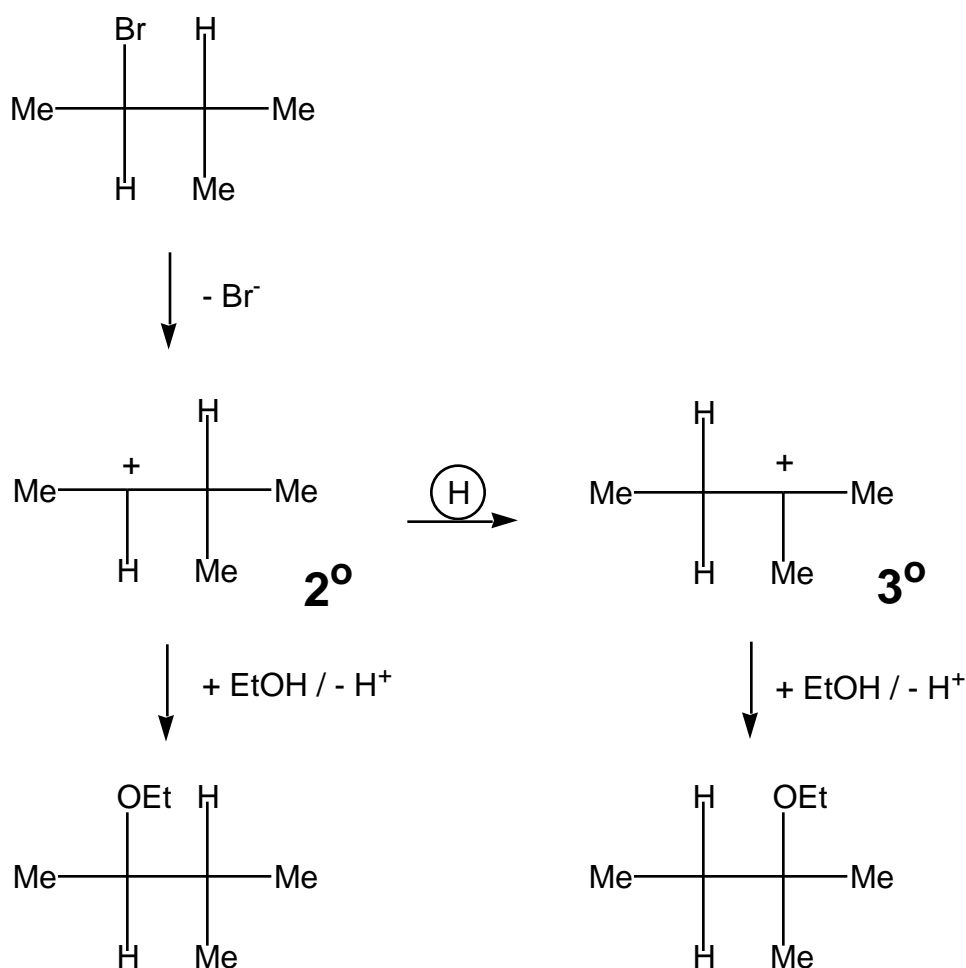 Br H
Me Me
H Me
- Br-
H H
+ +
Me Me H Me Me
H Me H Me
2o 3o
+ EtOH / - H+ + EtOH / - H+
OEt H H OEt
Me Me Me Me
H Me H Me